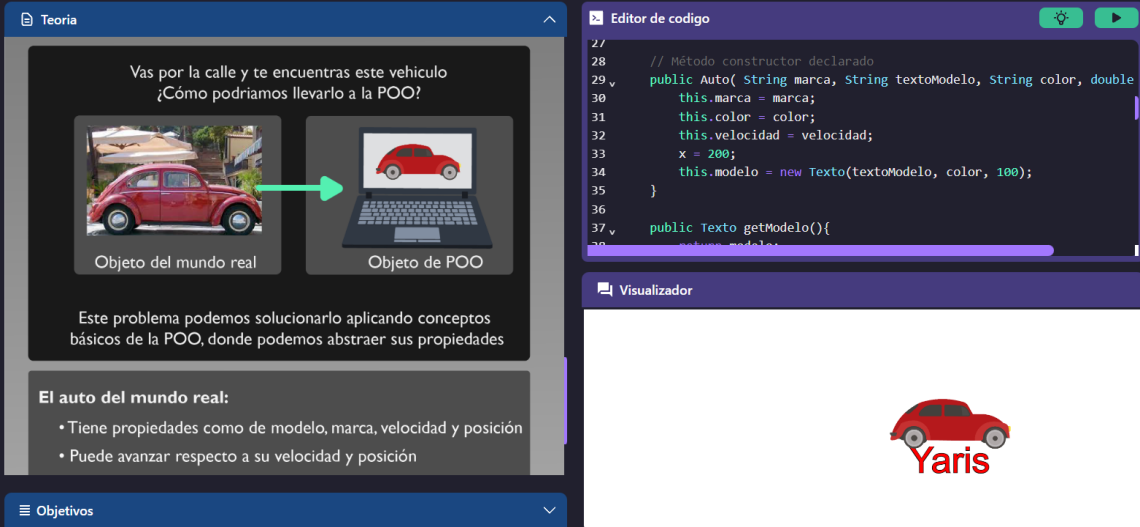 Teoria
Vas por la calle y te encuentras este vehiculo
¿Cómo podriamos llevarlo a la POO?
Objeto del mundo real
Objeto de POO
Este problema podemos solucionarlo aplicando conceptos
básicos de la POO, donde podemos abstraer sus propiedades
El auto del mundo real:
• Tiene propiedades como de modelo, marca, velocidad y posición
• Puede avanzar respecto a su velocidad y posición
Objetivos
Editor de codigo
27
28 // Método constructor declarado
29 public Auto( String marca, String textoModelo, String color, double
30 this.marca = marca;
31 this.color = color;
32 this.velocidad = velocidad;
33 x = 200;
34 this.modelo = new Texto(textoModelo, color, 100);
35 }
36
37 public Texto getModelo(){
38 return modelo;
Visualizador
Yaris